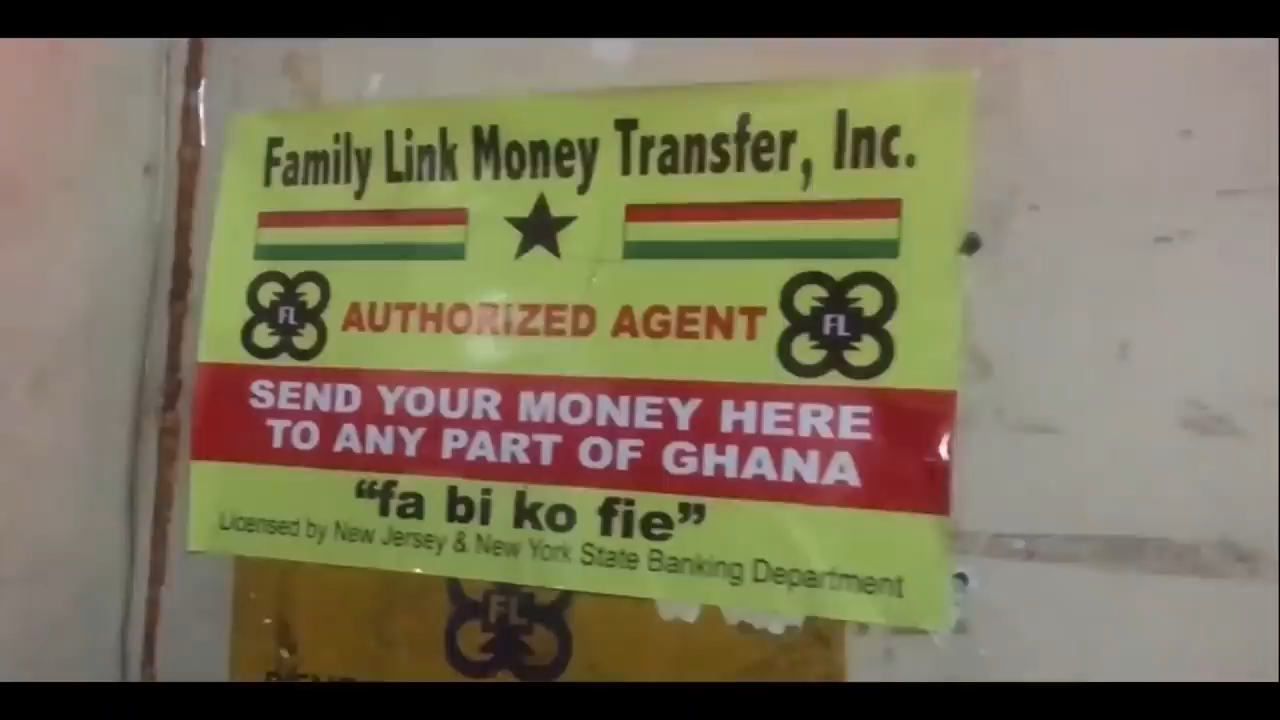 Family Link Money Transfer, Inc.
FL AUTHORIZED AGENT FL
SEND YOUR MONEY HERE
TO ANY PART OF GHANA
“fa bi ko fie”
Licensed by New Jersey & New York State Banking Department
FL